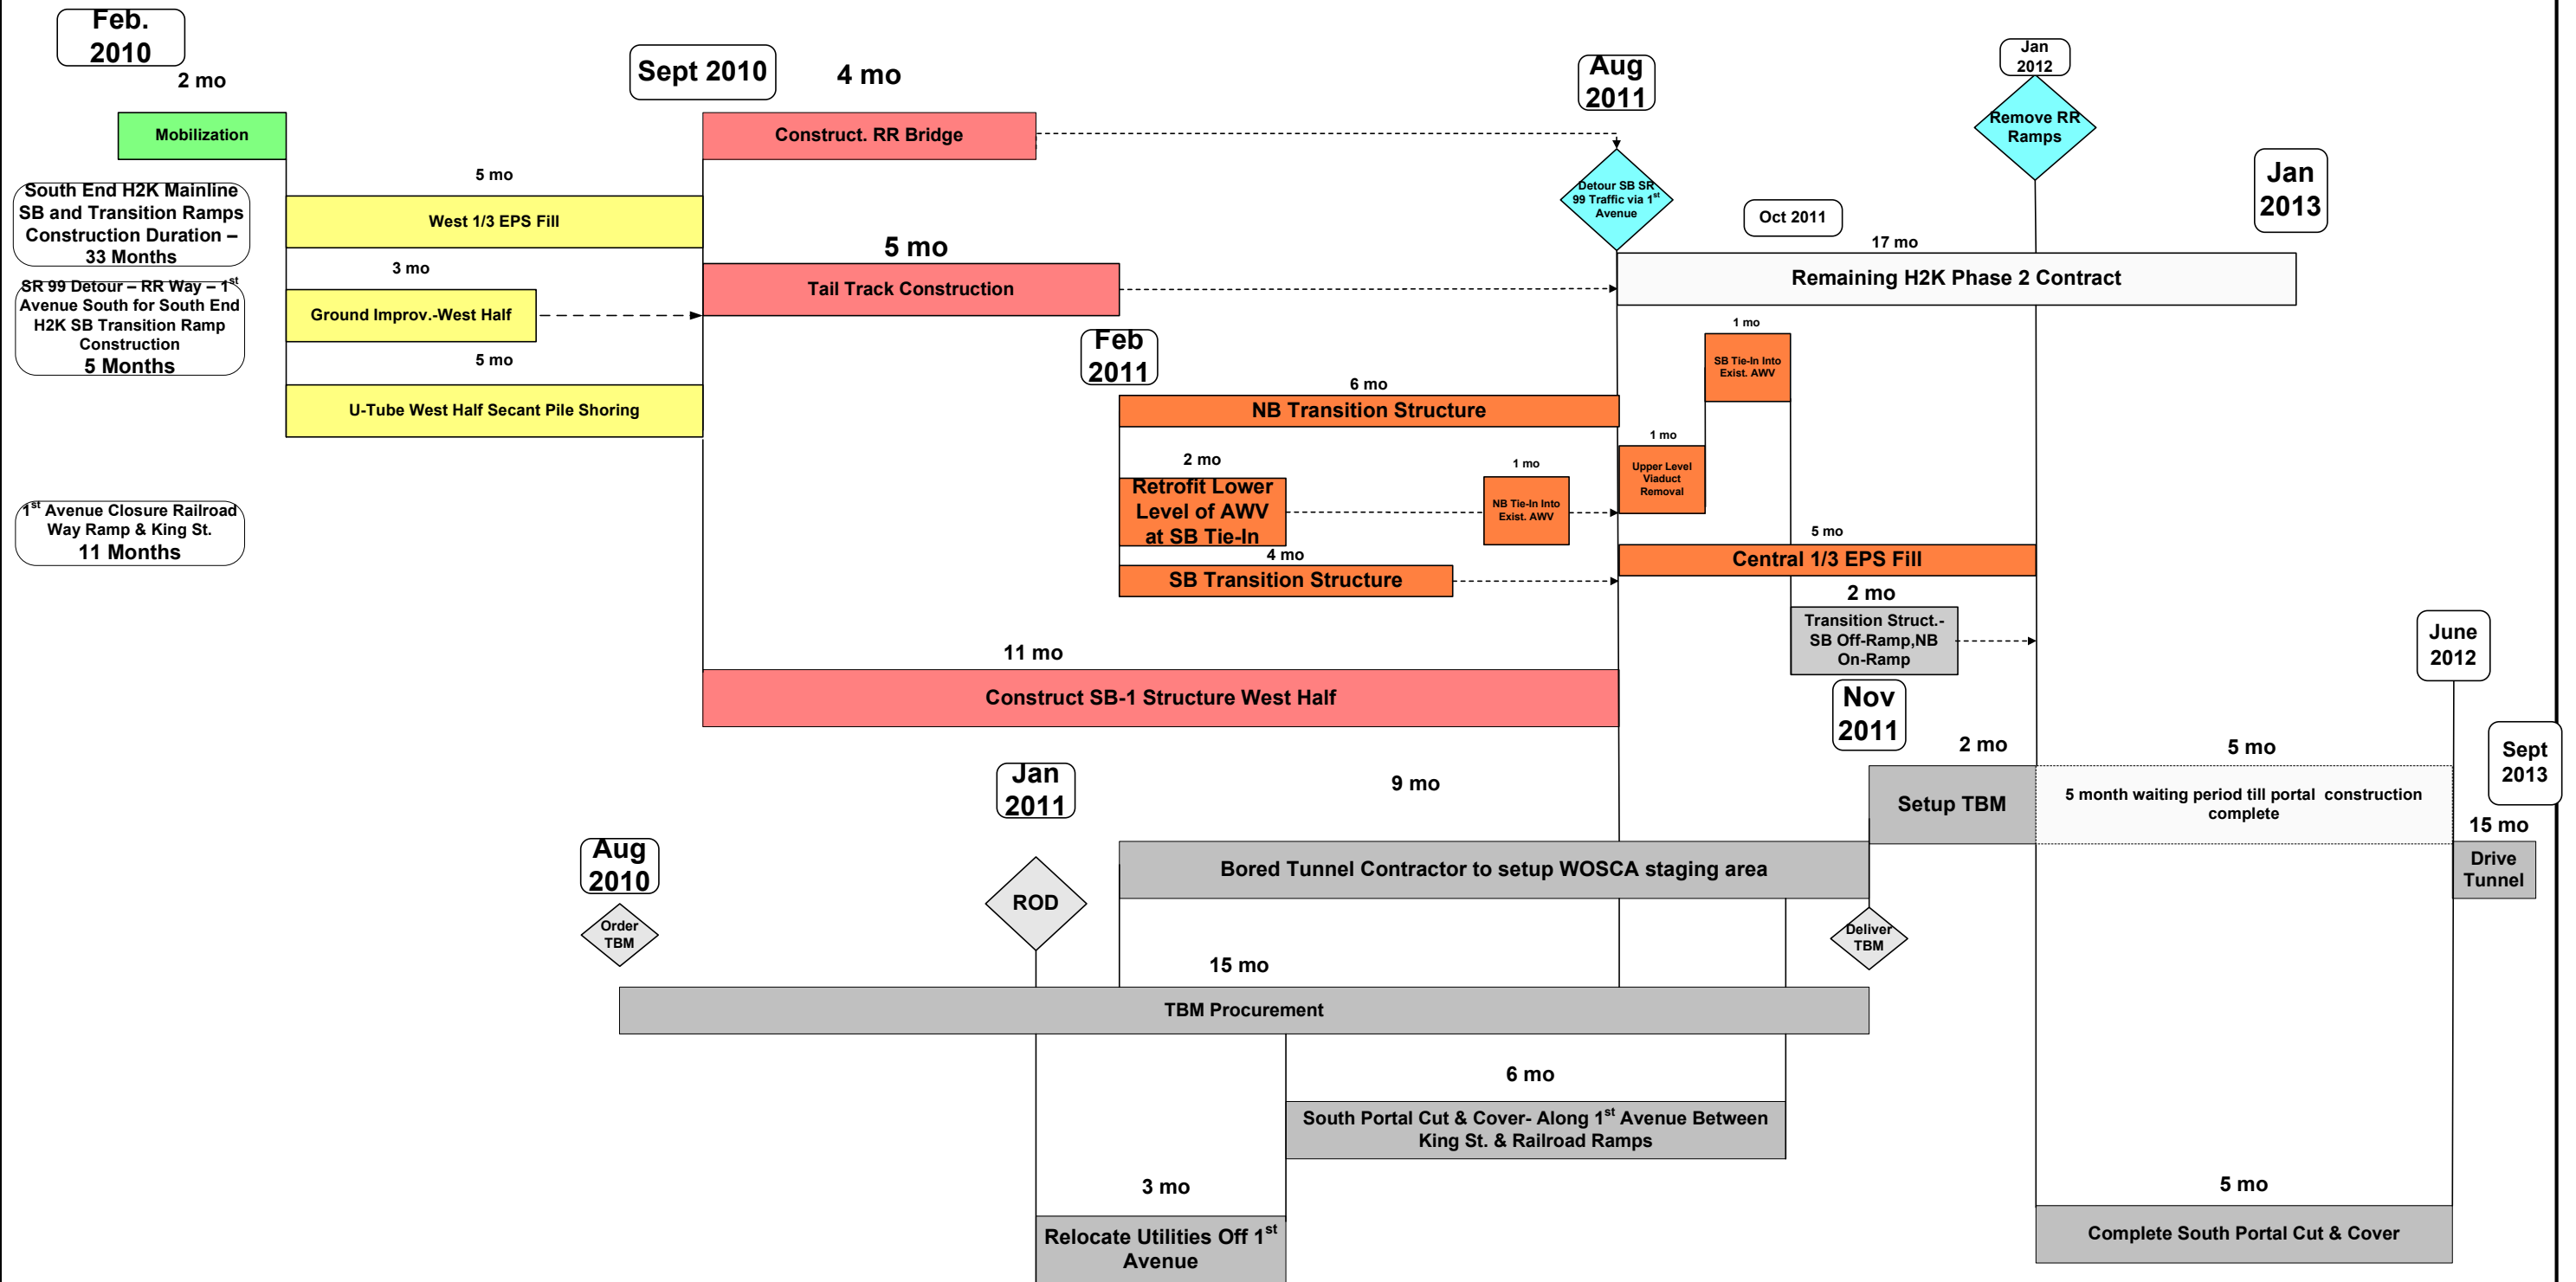 Feb.
2010
2 mo
Mobilization
Sept 2010
4 mo
Construct. RR Bridge
Aug
2011
Jan
2012
Remove RR
Ramps
Jan
2013
South End H2K Mainline
SB and Transition Ramps
Construction Duration –
33 Months
5 mo
West 1/3 EPS Fill
Detour SB SR
99 Traffic via 1st
Avenue
Oct 2011
17 mo
Remaining H2K Phase 2 Contract
5 mo
Tail Track Construction
SR 99 Detour – RR Way – 1st
Avenue South for South End
H2K SB Transition Ramp
Construction
5 Months
3 mo
Ground Improv.-West Half
5 mo
U-Tube West Half Secant Pile Shoring
Feb
2011
6 mo
NB Transition Structure
1 mo
SB Tie-In Into
Exist. AWV
1 mo
Upper Level
Viaduct
Removal
2 mo
Retrofit Lower
Level of AWV
at SB Tie-In
1 mo
NB Tie-In Into
Exist. AWV
1st Avenue Closure Railroad
Way Ramp & King St.
11 Months
4 mo
SB Transition Structure
5 mo
Central 1/3 EPS Fill
2 mo
Transition Struct.-
SB Off-Ramp,NB
On-Ramp
11 mo
Construct SB-1 Structure West Half
Nov
2011
June
2012
2 mo
Setup TBM
5 mo
5 month waiting period till portal construction
complete
Sept
2013
15 mo
Drive
Tunnel
Jan
2011
ROD
9 mo
Bored Tunnel Contractor to setup WOSCA staging area
Aug
2010
Order
TBM
Deliver
TBM
15 mo
TBM Procurement
6 mo
South Portal Cut & Cover- Along 1st Avenue Between
King St. & Railroad Ramps
3 mo
Relocate Utilities Off 1st
Avenue
5 mo
Complete South Portal Cut & Cover